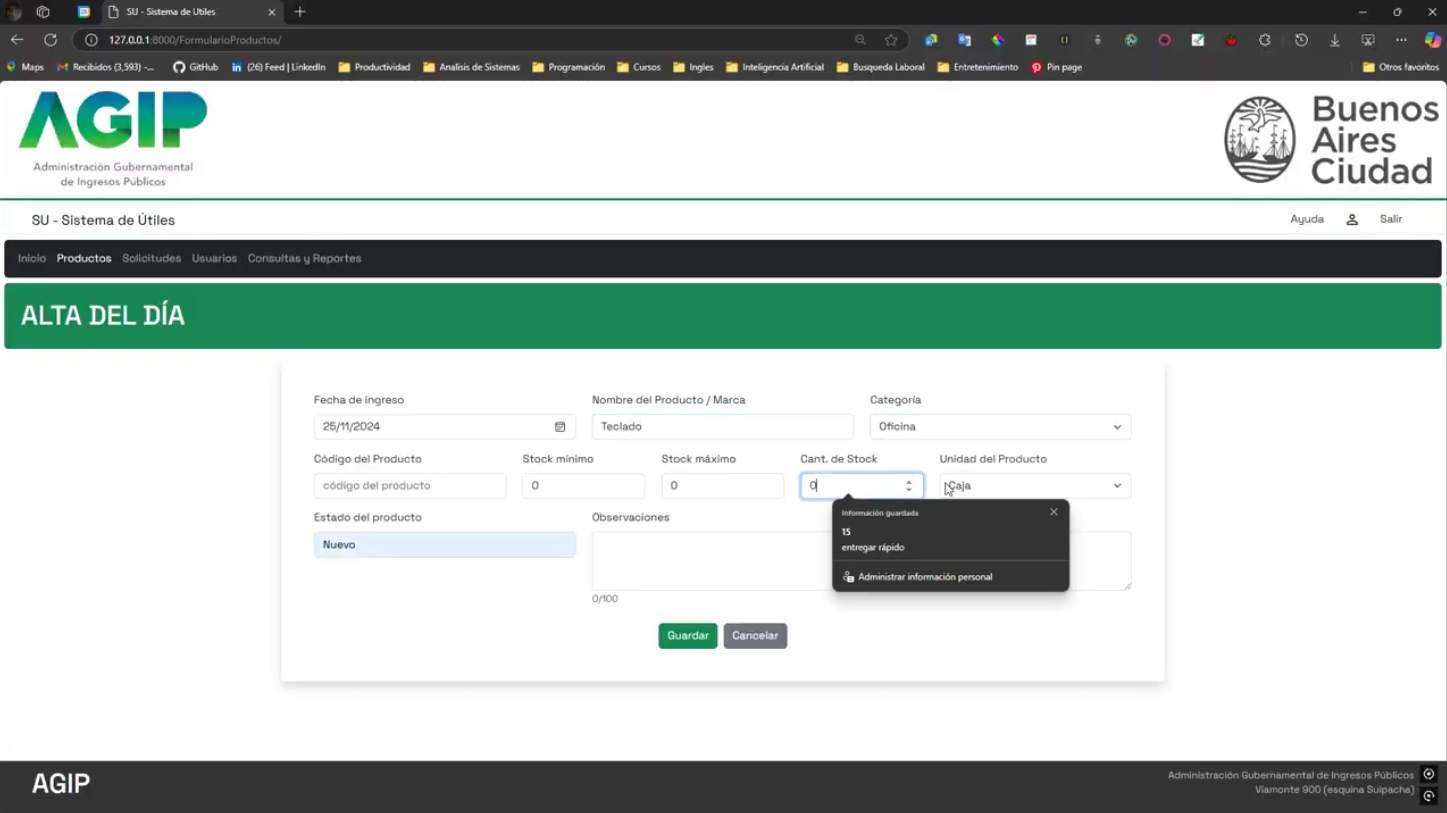 SU - Sistema de Utiles
127.0.0.1:8000/FormularioProductos/
Maps
Recibidos (3,593) -...
GitHub
(26) Feed | LinkedIn
Productividad
Analisis de Sistemas
Programación
Cursos
Ingles
Inteligencia Artificial
Busqueda Laboral
Entretenimiento
Pin page
Otros favoritos
AGIP
Administración Gubernamental
de Ingresos Públicos
Buenos
Aires
Ciudad
SU - Sistema de Útiles
Ayuda
Salir
Inicio Productos Solicitudes Usuarios Consultas y Reportes
ALTA DEL DÍA
Fecha de ingreso
Nombre del Producto / Marca
Categoría
25/11/2024
Teclado
Oficina
Código del Producto
Stock mínimo
Stock máximo
Cant. de Stock
Unidad del Producto
código del producto
0
0
0
Caja
Estado del producto
Observaciones
Nuevo
Información guardada
15
entregar rápido
Administrar información personal
0/100
Guardar
Cancelar
AGIP
Administración Gubernamental de Ingresos Públicos
Viamonte 900 (esquina Suipacha)